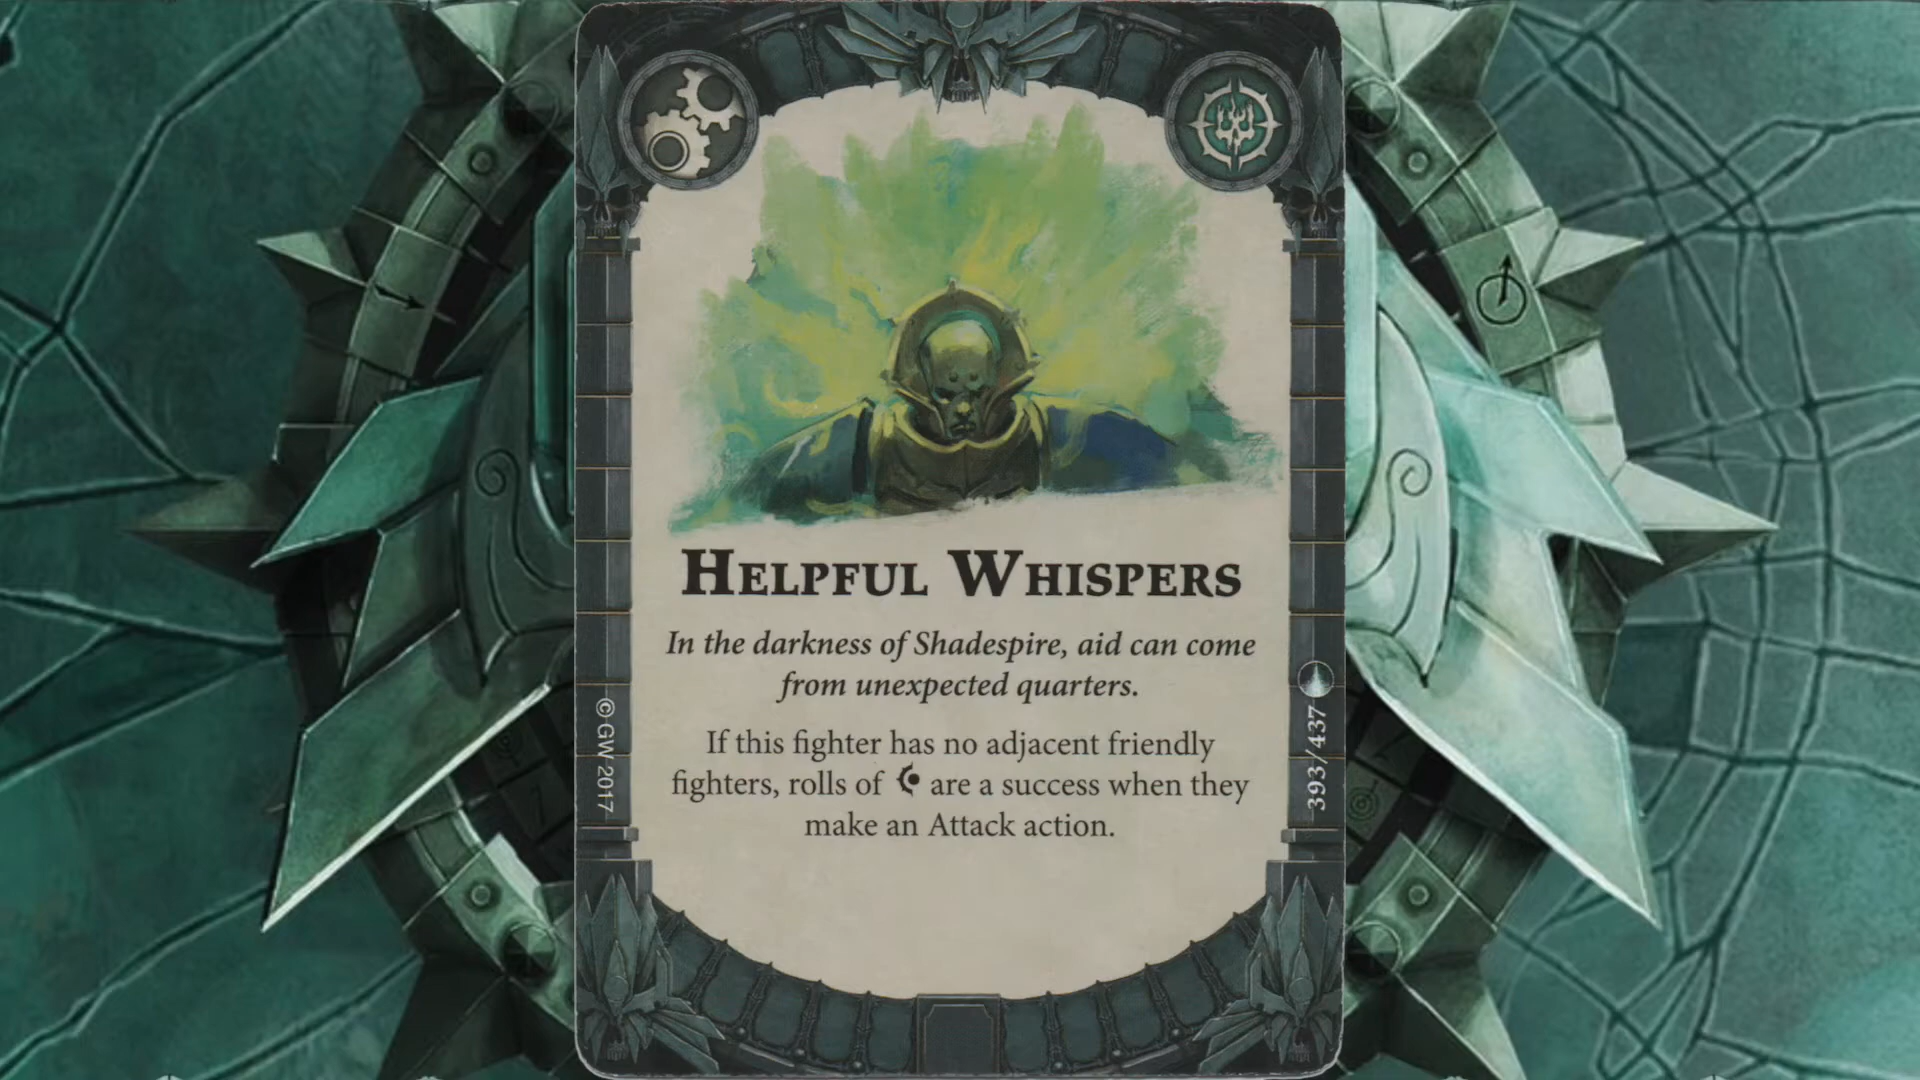 Helpful Whispers
In the darkness of Shadespire, aid can come
from unexpected quarters.
If this fighter has no adjacent friendly
fighters, rolls of are a success when they
make an Attack action.
© GW 2017
393/437